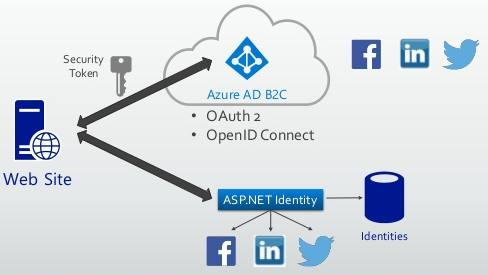 Security
Token
Azure AD B2C
• OAuth 2
• OpenID Connect
f in
Web Site
ASP.NET Identity
Identities
f in